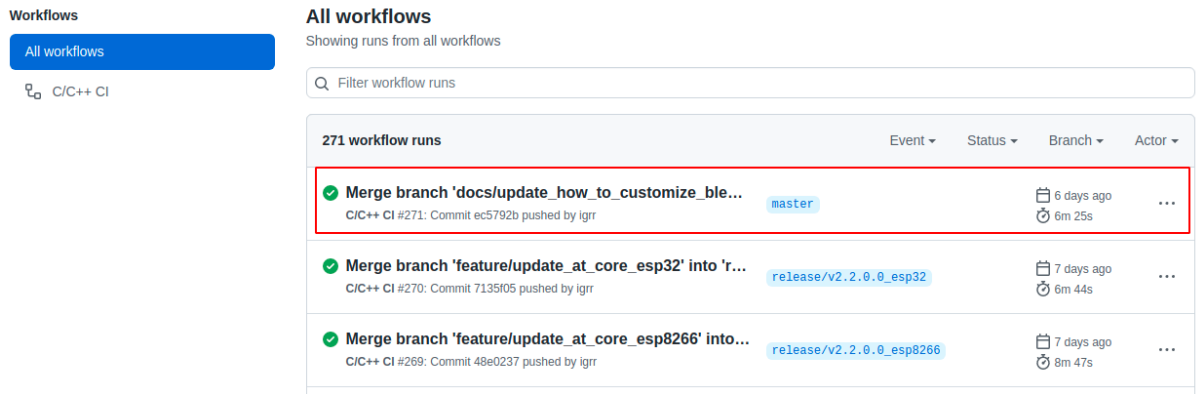 Workflows
All workflows
C/C++ CI
All workflows
Showing runs from all workflows
Filter workflow runs
271 workflow runs Event Status Branch Actor
Merge branch 'docs/update_how_to_customize_ble...
C/C++ CI #271: Commit ec5792b pushed by igrr
master
6 days ago
6m 25s
Merge branch 'feature/update_at_core_esp32' into 'r...
C/C++ CI #270: Commit 7135f05 pushed by igrr
release/v2.2.0.0_esp32
7 days ago
6m 44s
Merge branch 'feature/update_at_core_esp8266' into...
C/C++ CI #269: Commit 48e0237 pushed by igrr
release/v2.2.0.0_esp8266
7 days ago
8m 47s